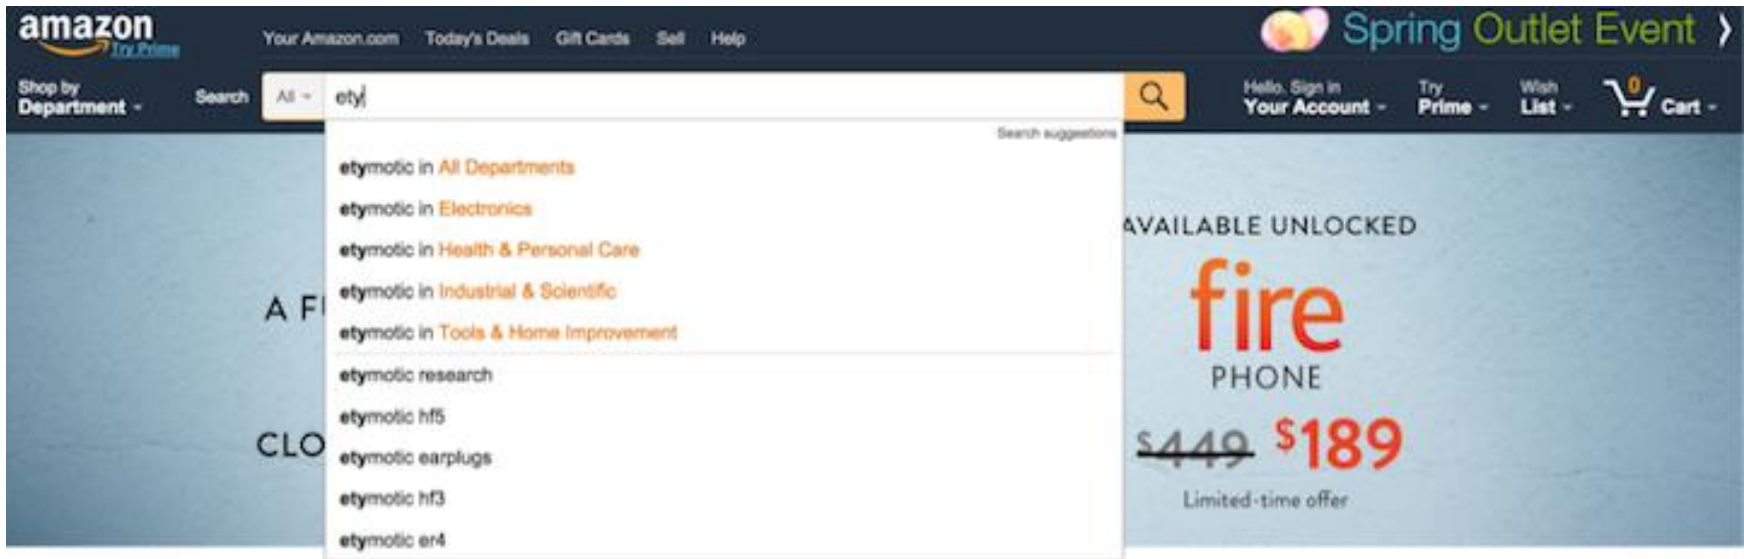 amazon
Try Prime
Your Amazon.com Today's Deals Gift Cards Sell Help
Spring Outlet Event
Shop by
Department
Search
All
ety
Hello. Sign in
Your Account
Try
Prime
Wish
List
0
Cart
Search suggestions
etymotic in All Departments
etymotic in Electronics
etymotic in Health & Personal Care
etymotic in Industrial & Scientific
etymotic in Tools & Home Improvement
etymotic research
etymotic hf5
etymotic earplugs
etymotic hf3
etymotic er4
A F
CLO
AVAILABLE UNLOCKED
fire
PHONE
$449 $189
Limited-time offer